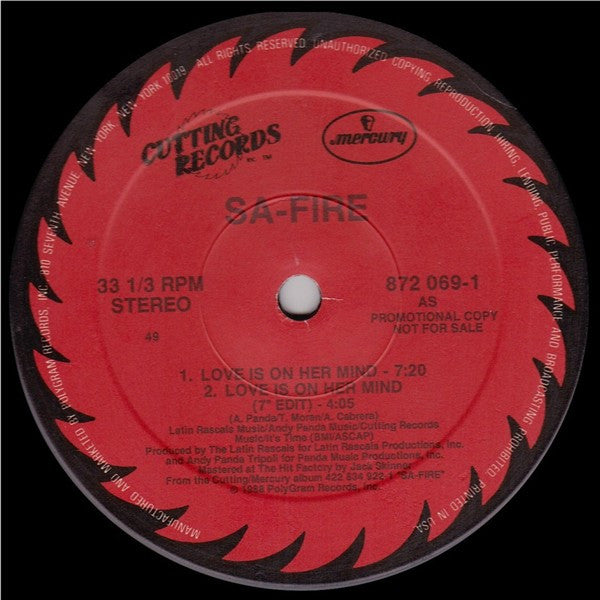 MANUFACTURED AND MARKETED BY POLYGRAM RECORDS, INC. 810 SEVENTH AVENUE, NEW YORK, NEW YORK 10019 ALL RIGHTS RESERVED. UNAUTHORIZED COPYING, REPRODUCTION, HIRING, LENDING, PUBLIC PERFORMANCE AND BROADCASTING PROHIBITED. PRINTED IN USA
CUTTING
RECORDS
INC. TM
mercury
SA-FIRE
33 1/3 RPM
STEREO
49
872 069-1
AS
PROMOTIONAL COPY
NOT FOR SALE
1. LOVE IS ON HER MIND - 7:20
2. LOVE IS ON HER MIND
(7" EDIT) - 4:05
(A. Panda/T. Moran/A. Cabrera)
Latin Rascals Music/Andy Panda Music/Cutting Records
Music/It's Time (BMI/ASCAP)
Produced by The Latin Rascals for Latin Rascals Productions, Inc.
and Andy Panda Tripoli for Panda Music Productions, Inc.
Mastered at The Hit Factory by Jack Skinner
From the Cutting/Mercury album 422 834 922-1 "SA-FIRE"
℗ 1988 PolyGram Records, Inc.